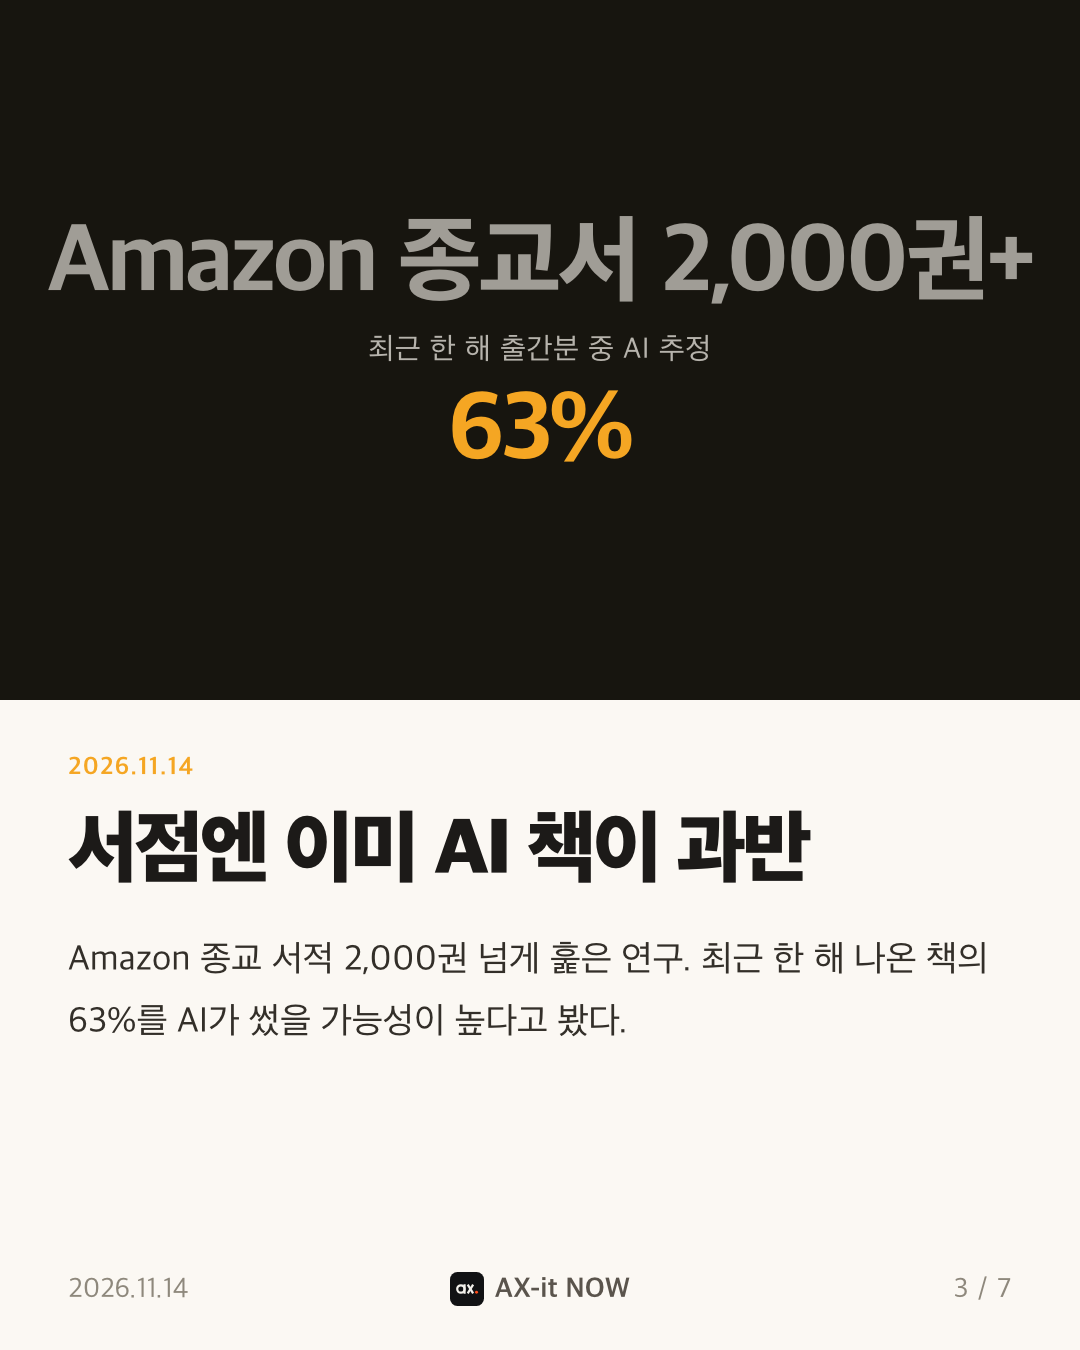 Amazon 종교서 2,000권+
최근 한 해 출간분 중 AI 추정
63%
2026.11.14
서점엔 이미 AI 책이 과반
Amazon 종교 서적 2,000권 넘게 훑은 연구. 최근 한 해 나온 책의
63%를 AI가 썼을 가능성이 높다고 봤다.
2026.11.14
ax.
AX-it NOW
3 / 7